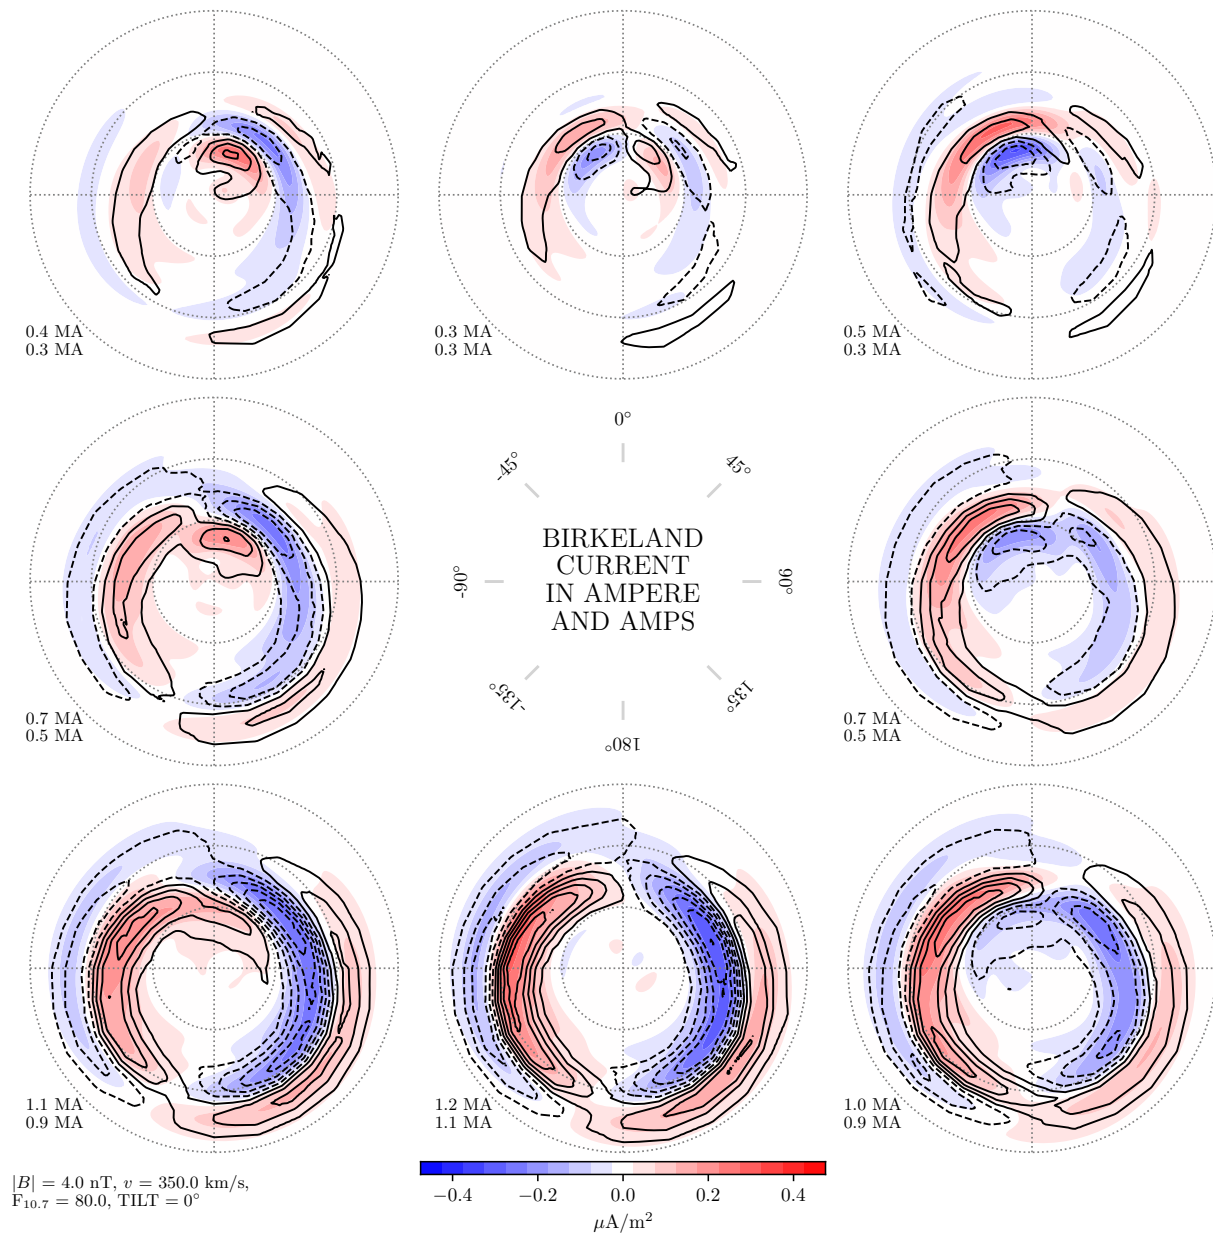 0.4 MA
0.3 MA
0.3 MA
0.3 MA
0.5 MA
0.3 MA
0°
-45°
45°
-90°
BIRKELAND
CURRENT
IN AMPERE
AND AMPS
90°
-135°
135°
180°
0.7 MA
0.5 MA
0.7 MA
0.5 MA
1.1 MA
0.9 MA
1.2 MA
1.1 MA
1.0 MA
0.9 MA
|B| = 4.0 nT, v = 350.0 km/s,
F10.7 = 80.0, TILT = 0°
−0.4 −0.2 0.0 0.2 0.4
μA/m²